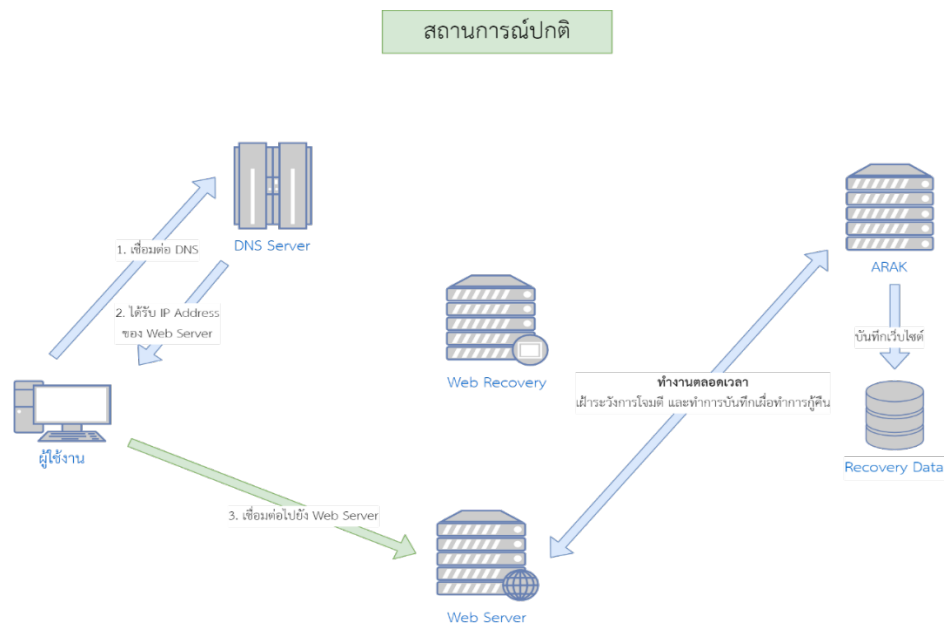 สถานการณ์ปกติ
DNS Server
1. เชื่อมต่อ DNS
2. ได้รับ IP Address
ของ Web Server
ผู้ใช้งาน
3. เชื่อมต่อไปยัง Web Server
Web Recovery
Web Server
ทำงานตลอดเวลา
เฝ้าระวังการโจมตี และทำการบันทึกเผื่อทำการกู้คืน
ARAK
บันทึกเว็บไซต์
Recovery Data